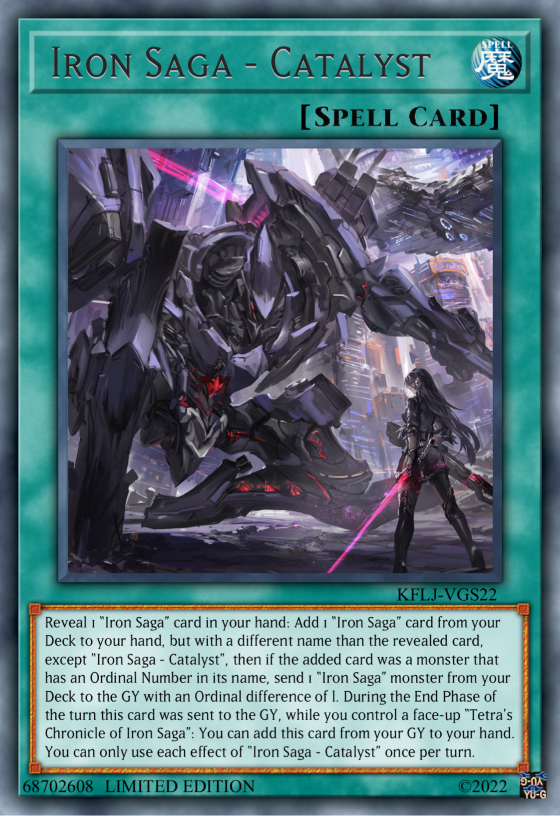 Iron Saga - Catalyst
SPELL
魔
[Spell Card]
KFLJ-VGS22
Reveal 1 "Iron Saga" card in your hand: Add 1 "Iron Saga" card from your
Deck to your hand, but with a different name than the revealed card,
except "Iron Saga - Catalyst", then if the added card was a monster that
has an Ordinal Number in its name, send 1 "Iron Saga" monster from your
Deck to the GY with an Ordinal difference of 1. During the End Phase of
the turn this card was sent to the GY, while you control a face-up "Tetra's
Chronicle of Iron Saga": You can add this card from your GY to your hand.
You can only use each effect of "Iron Saga - Catalyst" once per turn.
68702608 LIMITED EDITION
©2022
YU-G